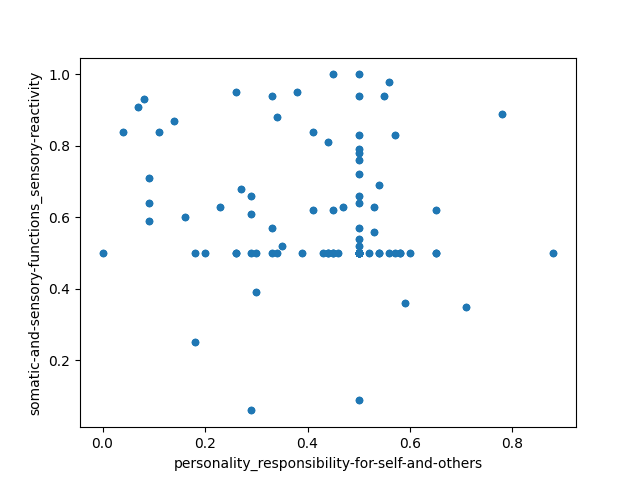 somatic-and-sensory-functions_sensory-reactivity
1.0
0.8
0.6
0.4
0.2
0.0 0.2 0.4 0.6 0.8
personality_responsibility-for-self-and-others